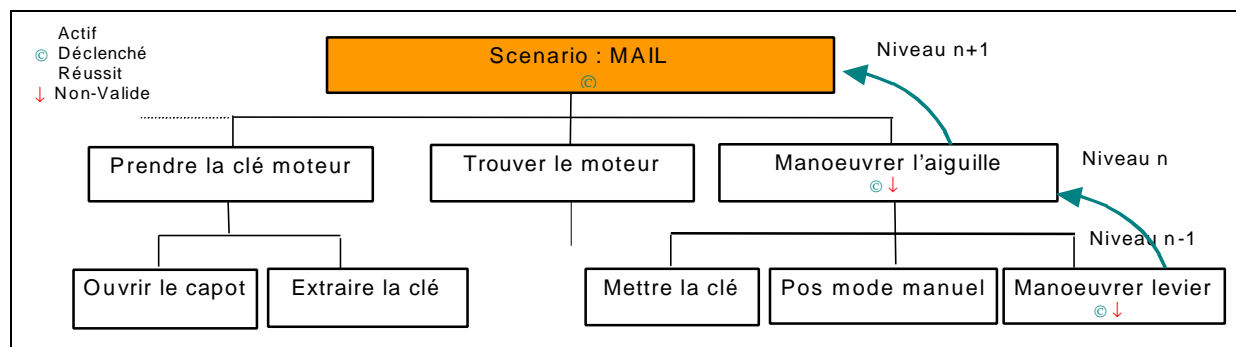 Actif
© Déclenché
Réussit
↓ Non-Valide
Scenario : MAIL
©
Niveau n+1
Prendre la clé moteur
Trouver le moteur
Manoeuvrer l'aiguille
© ↓
Niveau n
Niveau n-1
Ouvrir le capot
Extraire la clé
Mettre la clé
Pos mode manuel
Manoeuvrer levier
© ↓